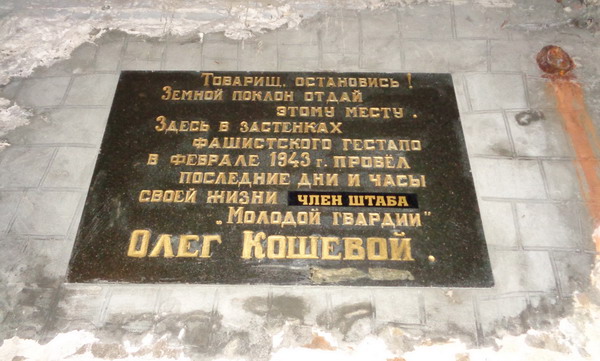 Товарищ, остановись!
Земной поклон отдай
этому месту.
Здесь в застенках
фашистского гестапо
в феврале 1943 г. провёл
последние дни и часы
своей жизни член штаба
„Молодой гвардии"
Олег Кошевой.